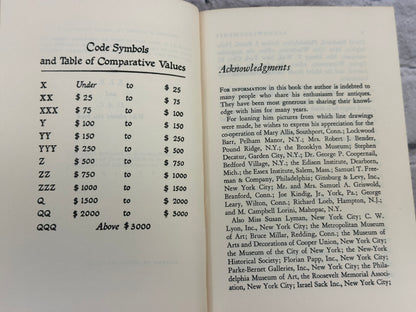 Code Symbols
and Table of Comparative Values
X Under to $ 25
XX $ 25 to $ 75
XXX $ 75 to $ 100
Y $ 100 to $ 150
YY $ 150 to $ 250
YYY $ 250 to $ 500
Z $ 500 to $ 750
ZZ $ 750 to $ 1000
ZZZ $ 1000 to $ 1500
Q $ 1500 to $ 2000
QQ $ 2000 to $ 3000
QQQ Above $ 3000
Acknowledgments
FOR INFORMATION in this book the author is indebted to
many people who share his enthusiasm for antiques.
They have been most generous in sharing their knowl-
edge with him for many years.
For loaning him pictures from which line drawings
were made, he wishes to express his appreciation for the
co-operation of Mary Allis, Southport, Conn.; Lockwood
Barr, Pelham Manor, N.Y.; Mrs. Robert J. Bender,
Pound Ridge, N.Y.; the Brooklyn Museum; Stephen
Decatur, Garden City, N.Y.; Dr. George P. Coopernail,
Bedford Village, N.Y.; the Edison Institute, Dearborn,
Mich.; the Essex Institute, Salem, Mass.; Samuel T. Free-
man & Company, Philadelphia; Ginsburg & Levy, Inc.,
New York City; Mr. and Mrs. Samuel A. Griswold,
Branford, Conn.; Joe Kindig, Jr., York, Pa.; George
Leary, Wilton, Conn.; Richard Loeb, Hampton, N.J.;
and M. Campbell Lorini, Mahopac, N.Y.
Also Miss Susan Lyman, New York City; C. W.
Lyon, Inc., New York City; the Metropolitan Museum
of Art; Bruce Millar, Redding, Conn.; the Museum of
Arts and Decorations of Cooper Union, New York City;
the Museum of the City of New York; the New-York
Historical Society; Florian Papp, Inc., New York City;
Parke-Bernet Galleries, Inc., New York City; the Phila-
delphia Museum of Art, the Roosevelt Memorial Associa-
tion, New York City; Israel Sack Inc., New York City;